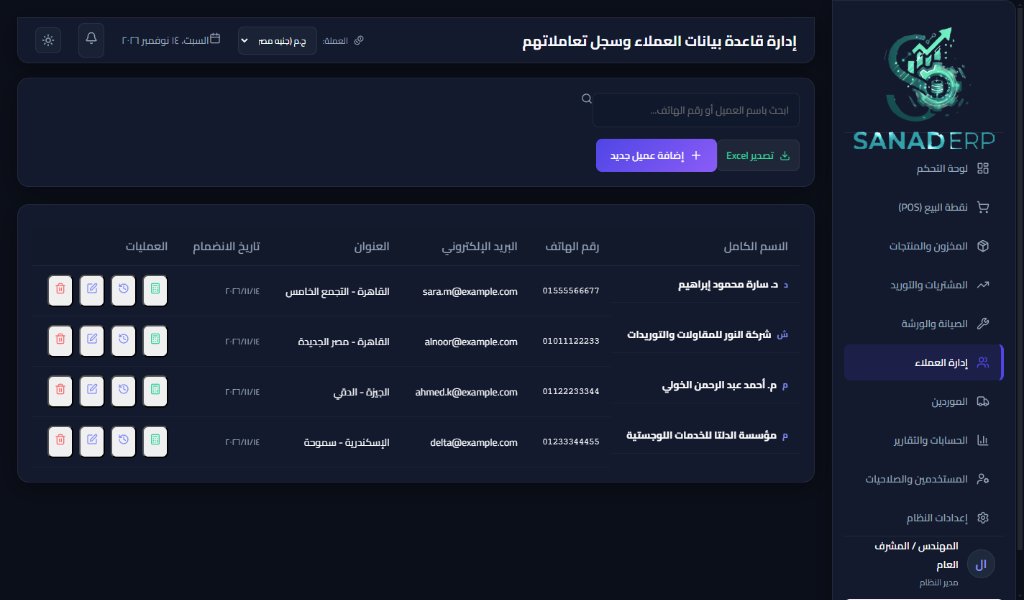 SANADERP
لوحة التحكم
نقطة البيع (POS)
المخزون والمنتجات
المشتريات والتوريد
الصيانة والورشة
إدارة العملاء
الموردين
الحسابات والتقارير
المستخدمين والصلاحيات
إعدادات النظام
ال
المهندس / المشرف العام
مدير النظام
إدارة قاعدة بيانات العملاء وسجل تعاملاتهم
العملة:
ج.م (جنيه مصر
السبت، ١٤ نوفمبر ٢٠٢٦
ابحث باسم العميل أو رقم الهاتف...
تصدير Excel
+ إضافة عميل جديد
الاسم الكامل رقم الهاتف البريد الإلكتروني العنوان تاريخ الانضمام العمليات
د د. سارة محمود إبراهيم 01555566677 sara.m@example.com القاهرة - التجمع الخامس ١٤‏/١١‏/٢٠٢٦
ش شركة النور للمقاولات والتوريدات 01011122233 alnoor@example.com القاهرة - مصر الجديدة ١٤‏/١١‏/٢٠٢٦
م م. أحمد عبد الرحمن الخولي 01122233344 ahmed.k@example.com الجيزة - الدقي ١٤‏/١١‏/٢٠٢٦
م مؤسسة الدلتا للخدمات اللوجستية 01233344455 delta@example.com الإسكندرية - سموحة ١٤‏/١١‏/٢٠٢٦